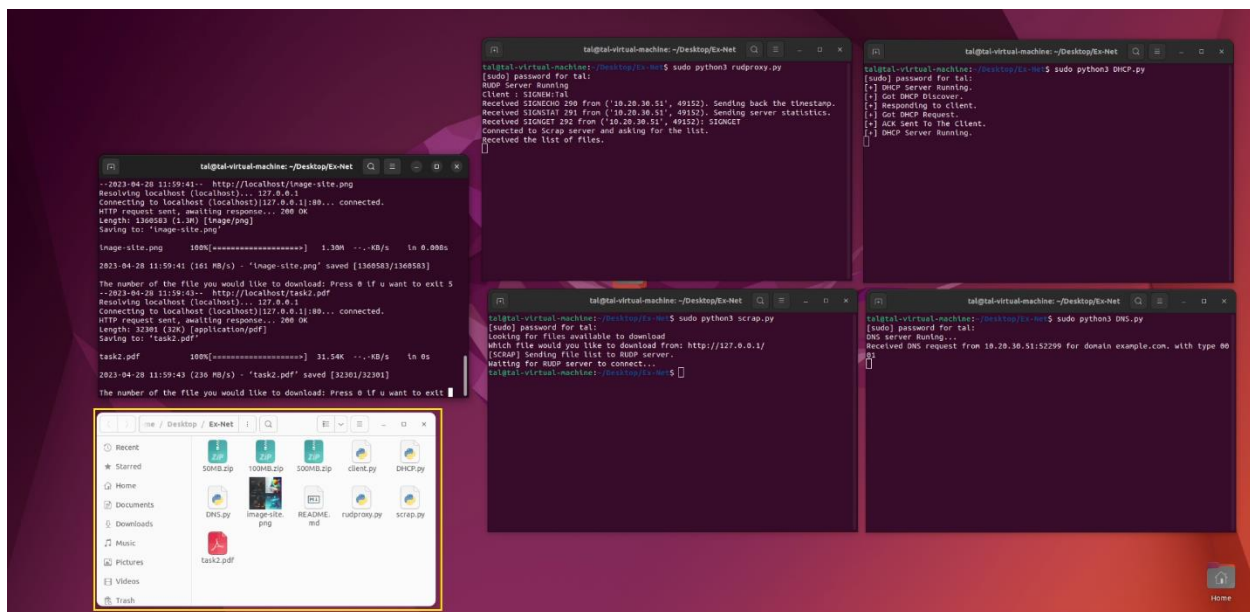 tal@tal-virtual-machine: ~/Desktop/Ex-Net
--2023-04-28 11:59:41-- http://localhost/image-site.png
Resolving localhost (localhost)... 127.0.0.1
Connecting to localhost (localhost)|127.0.0.1|:80... connected.
HTTP request sent, awaiting response... 200 OK
Length: 1360583 (1.3M) [image/png]
Saving to: ‘image-site.png’
image-site.png 100%[===================>] 1.30M --.-KB/s in 0.008s
2023-04-28 11:59:41 (161 MB/s) - ‘image-site.png’ saved [1360583/1360583]
The number of the file you would like to download: Press 0 if u want to exit 5
--2023-04-28 11:59:43-- http://localhost/task2.pdf
Resolving localhost (localhost)... 127.0.0.1
Connecting to localhost (localhost)|127.0.0.1|:80... connected.
HTTP request sent, awaiting response... 200 OK
Length: 32301 (32K) [application/pdf]
Saving to: ‘task2.pdf’
task2.pdf 100%[===================>] 31.54K --.-KB/s in 0s
2023-04-28 11:59:43 (236 MB/s) - ‘task2.pdf’ saved [32301/32301]
The number of the file you would like to download: Press 0 if u want to exit
tal@tal-virtual-machine: ~/Desktop/Ex-Net
tal@tal-virtual-machine:~/Desktop/Ex-Net$ sudo python3 rudproxy.py
[sudo] password for tal:
RUDP Server Running
Client : SIGNEW:Tal
Received SIGNECHO 290 from ('10.20.30.51', 49152). Sending back the timestamp.
Received SIGNSTAT 291 from ('10.20.30.51', 49152). Sending server statistics.
Received SIGNGET 292 from ('10.20.30.51', 49152): SIGNGET
Connected to Scrap server and asking for the list.
Received the list of files.
tal@tal-virtual-machine: ~/Desktop/Ex-Net
tal@tal-virtual-machine:~/Desktop/Ex-Net$ sudo python3 DHCP.py
[sudo] password for tal:
[+] DHCP Server Running.
[+] Got DHCP Discover.
[+] Responding to client.
[+] Got DHCP Request.
[+] ACK Sent To The Client.
[+] DHCP Server Running.
tal@tal-virtual-machine: ~/Desktop/Ex-Net
tal@tal-virtual-machine:~/Desktop/Ex-Net$ sudo python3 scrap.py
[sudo] password for tal:
Looking for files available to download
Which file would you like to download from: http://127.0.0.1/
[SCRAP] Sending file list to RUDP server.
Waiting for RUDP server to connect...
tal@tal-virtual-machine:~/Desktop/Ex-Net$
tal@tal-virtual-machine: ~/Desktop/Ex-Net
tal@tal-virtual-machine:~/Desktop/Ex-Net$ sudo python3 DNS.py
[sudo] password for tal:
DNS server Runing...
Received DNS request from 10.20.30.51:52299 for domain example.com. with type 00
01
me / Desktop / Ex-Net
Recent
Starred
Home
Documents
Downloads
Music
Pictures
Videos
Trash
ZIP ZIP ZIP
50MB.zip 100MB.zip 500MB.zip client.py DHCP.py
DNS.py image-site.png README.md rudproxy.py scrap.py
task2.pdf
Home